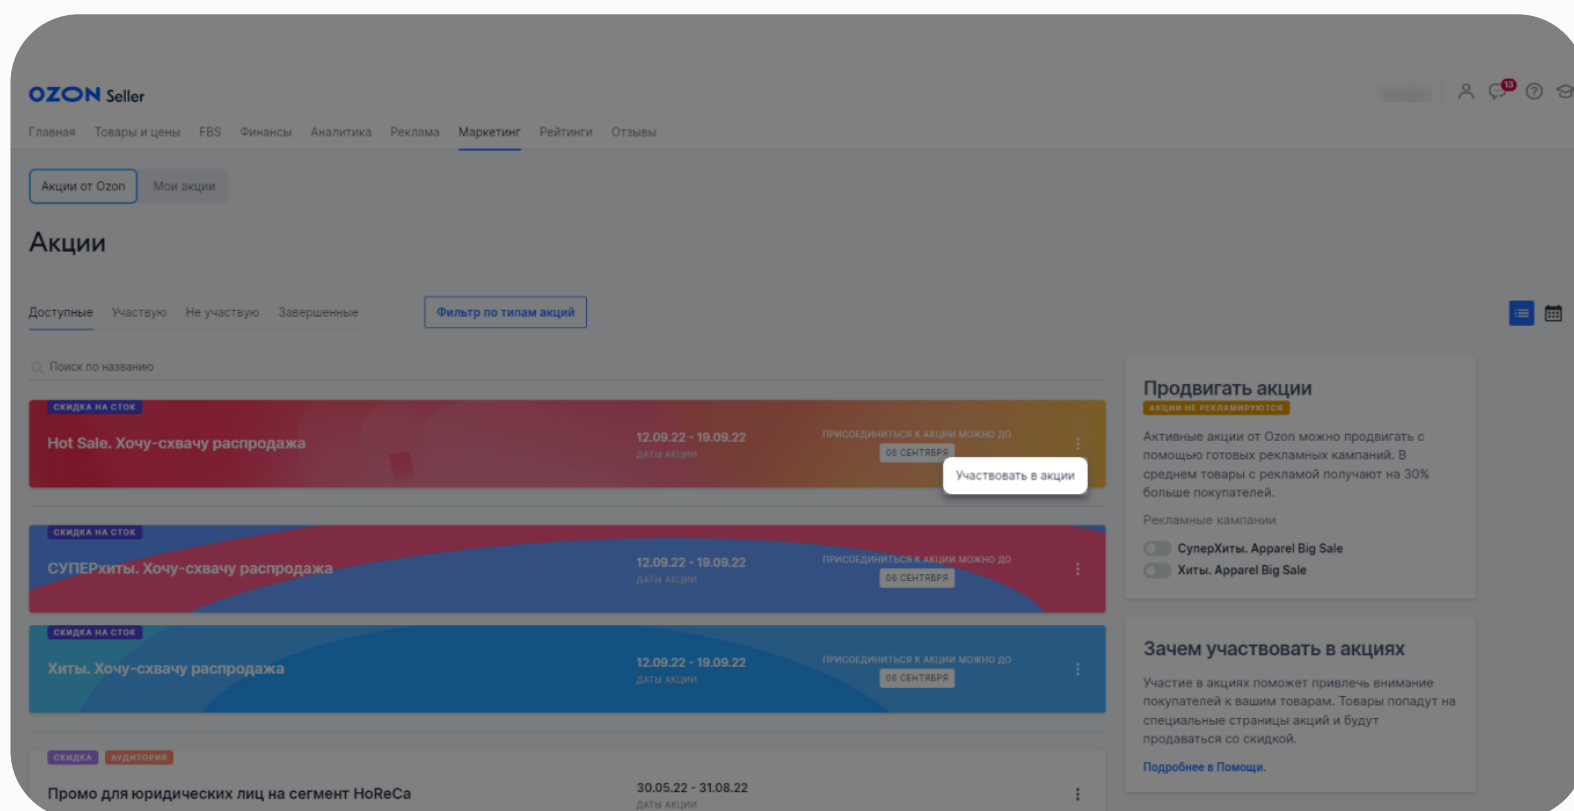 OZON Seller
13
Главная Товары и цены FBS Финансы Аналитика Реклама Маркетинг Рейтинги Отзывы
Акции от Ozon Мои акции
Акции
Доступные Участвую Не участвую Завершенные Фильтр по типам акций
Поиск по названию
СКИДКА НА СТОК
Hot Sale. Хочу-схвачу распродажа
12.09.22 - 19.09.22
ДАТЫ АКЦИИ
ПРИСОЕДИНИТЬСЯ К АКЦИИ МОЖНО ДО
06 СЕНТЯБРЯ
Участвовать в акции
СКИДКА НА СТОК
СУПЕРхиты. Хочу-схвачу распродажа
12.09.22 - 19.09.22
ДАТЫ АКЦИИ
ПРИСОЕДИНИТЬСЯ К АКЦИИ МОЖНО ДО
06 СЕНТЯБРЯ
СКИДКА НА СТОК
Хиты. Хочу-схвачу распродажа
12.09.22 - 19.09.22
ДАТЫ АКЦИИ
ПРИСОЕДИНИТЬСЯ К АКЦИИ МОЖНО ДО
06 СЕНТЯБРЯ
СКИДКА АУДИТОРИЯ
Промо для юридических лиц на сегмент HoReCa
30.05.22 - 31.08.22
ДАТЫ АКЦИИ
Продвигать акции
АКЦИИ НЕ РЕКЛАМИРУЮТСЯ
Активные акции от Ozon можно продвигать с
помощью готовых рекламных кампаний. В
среднем товары с рекламой получают на 30%
больше покупателей.
Рекламные кампании
СуперХиты. Apparel Big Sale
Хиты. Apparel Big Sale
Зачем участвовать в акциях
Участие в акциях поможет привлечь внимание
покупателей к вашим товарам. Товары попадут на
специальные страницы акций и будут
продаваться со скидкой.
Подробнее в Помощи.